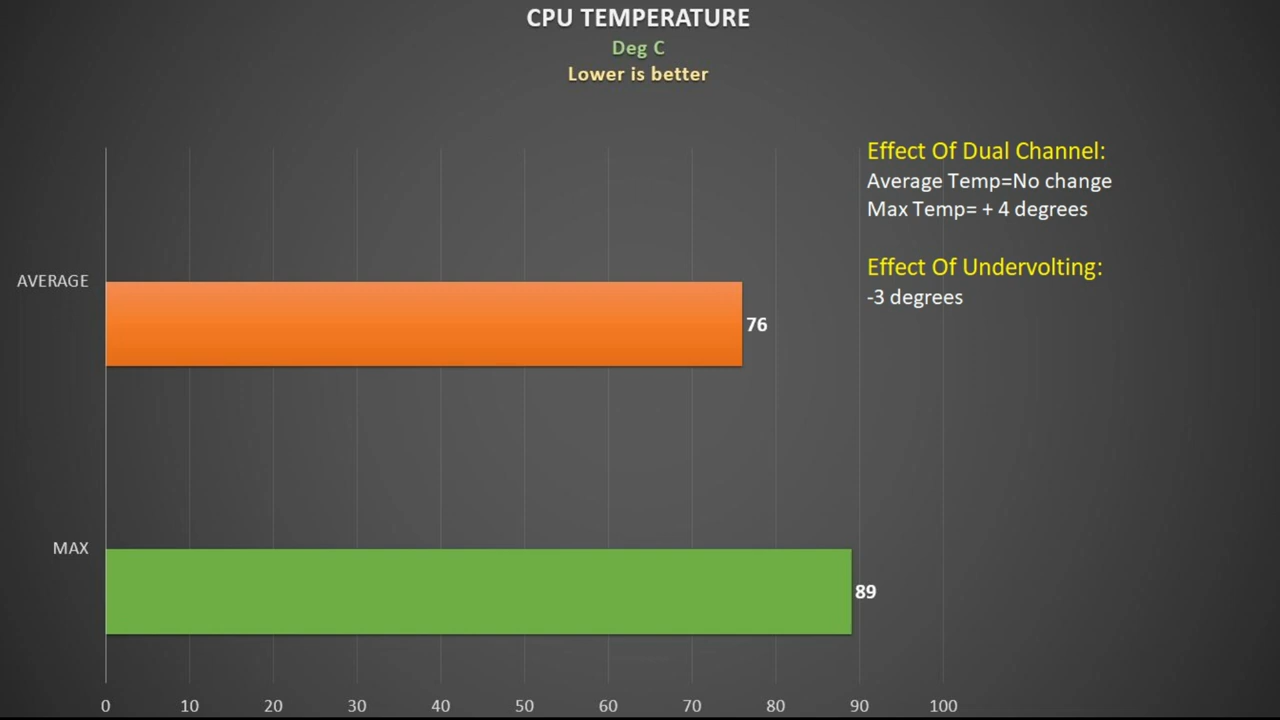 CPU TEMPERATURE
Deg C
Lower is better
Effect Of Dual Channel:
Average Temp=No change
Max Temp= + 4 degrees
Effect Of Undervolting:
-3 degrees
AVERAGE
76
MAX
89
0 10 20 30 40 50 60 70 80 90 100